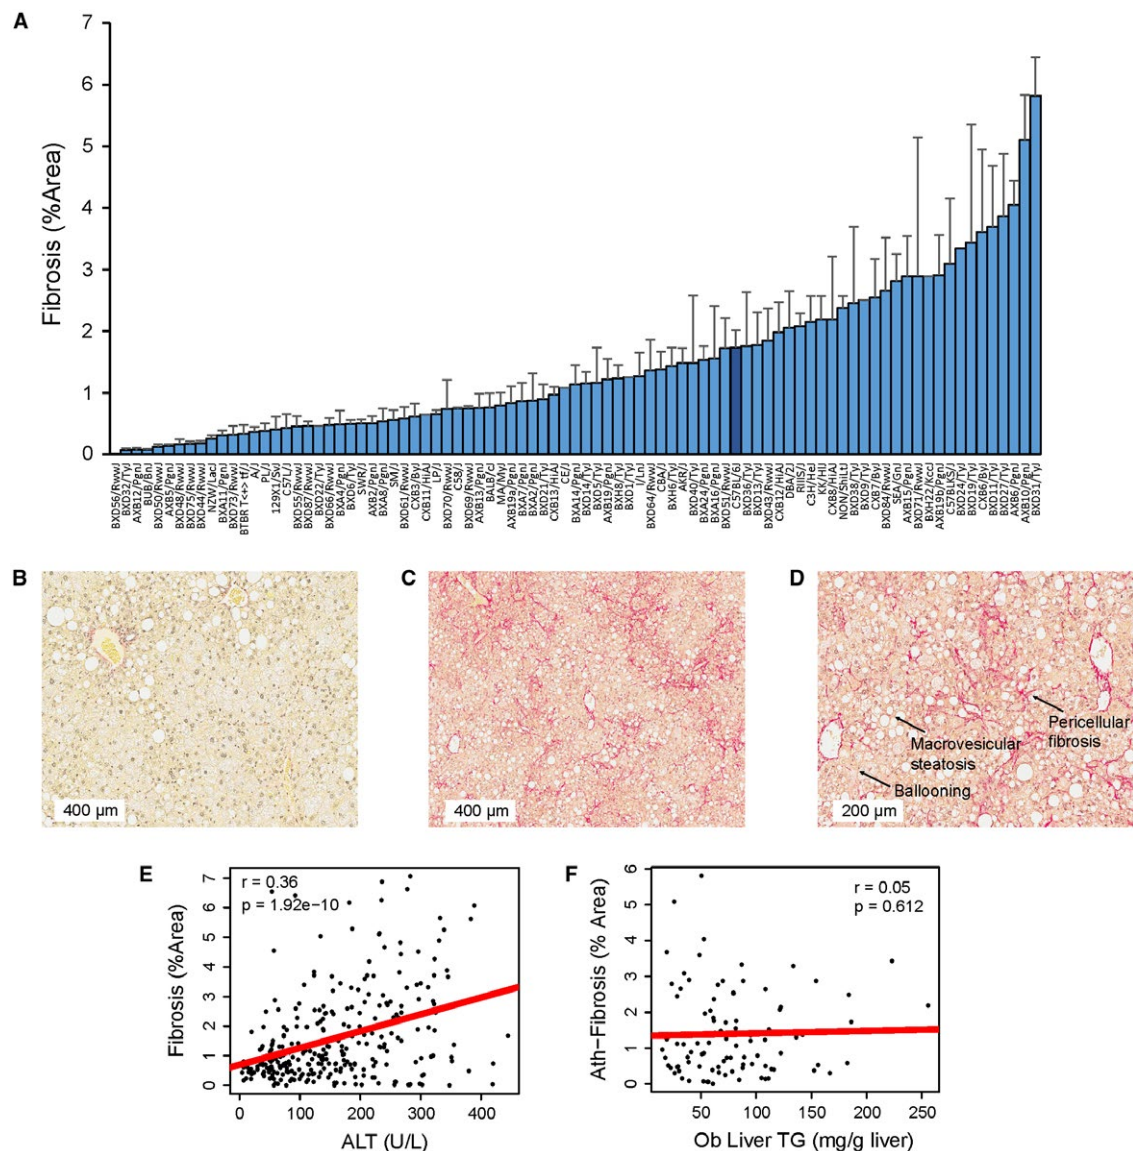 A
7
6
5
4
3
2
1
0
Fibrosis (%Area)
BXD56/RwwJ
BXD32/TyJ
AXB12/PgnJ
BUB/BnJ
BXD50/RwwJ
AXB5/PgnJ
BXD48/RwwJ
BXD75/RwwJ
BXD44/RwwJ
NZW/LacJ
BXA11/PgnJ
BXD73/RwwJ
BTBR T<+> tf/J
A/J
PL/J
129X1/SvJ
C57L/J
BXD55/RwwJ
BXD87/RwwJ
BXD22/TyJ
BXD66/RwwJ
BXA4/PgnJ
BXD6/TyJ
SWR/J
AXB2/PgnJ
BXA8/PgnJ
SM/J
BXD61/RwwJ
CXB3/ByJ
CXB11/HiAJ
LP/J
BXD70/RwwJ
C58/J
BXD69/RwwJ
AXB13/PgnJ
BALB/cJ
MA/MyJ
AXB19a/PgnJ
BXA7/PgnJ
BXA2/PgnJ
BXD21/TyJ
CXB13/HiAJ
CE/J
BXA14/PgnJ
BXD14/TyJ
BXD5/TyJ
AXB19/PgnJ
BXD8/TyJ
BXD1/TyJ
I/LnJ
BXD64/RwwJ
CBA/J
BXH6/TyJ
AKR/J
BXD40/TyJ
BXA24/PgnJ
BXA16/PgnJ
BXD51/RwwJ
C57BL/6J
BXD36/TyJ
BXD13/TyJ
BXD43/RwwJ
CXB12/HiAJ
DBA/2J
RIIIS/J
C3H/HeJ
KK/HIJ
CXB8/HiAJ
NON/ShiLtJ
BXD38/TyJ
BXD9/TyJ
CXB7/ByJ
BXD84/RwwJ
SEA/GnJ
AXB15/PgnJ
BXD71/RwwJ
BXH22/KccJ
AXB19b/PgnJ
C57BLKS/J
BXD24/TyJ
BXD19/TyJ
CXB6/ByJ
BXD12/TyJ
BXD27/TyJ
AXB6/PgnJ
AXB10/PgnJ
BXD31/TyJ
B
400 μm
C
400 μm
D
Pericellular
fibrosis
Macrovesicular
steatosis
Ballooning
200 μm
E
r = 0.36
p = 1.92e−10
7
6
5
4
3
2
1
0
Fibrosis (%Area)
0 100 200 300 400
ALT (U/L)
F
r = 0.05
p = 0.612
6
5
4
3
2
1
0
Ath−Fibrosis (% Area)
50 100 150 200 250
Ob Liver TG (mg/g liver)